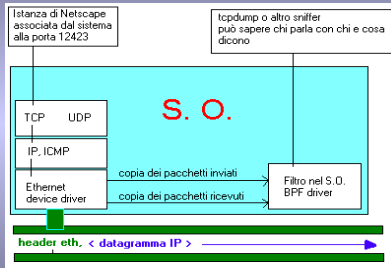 Istanza di Netscape
associata dal sistema
alla porta 12423
tcpdump o altro sniffer
può sapere chi parla con chi e cosa
dicono
S. O.
TCP UDP
IP, ICMP
Ethernet
device driver
copia dei pacchetti inviati
copia dei pacchetti ricevuti
Filtro nel S.O.
BPF driver
header eth, < datagramma IP >